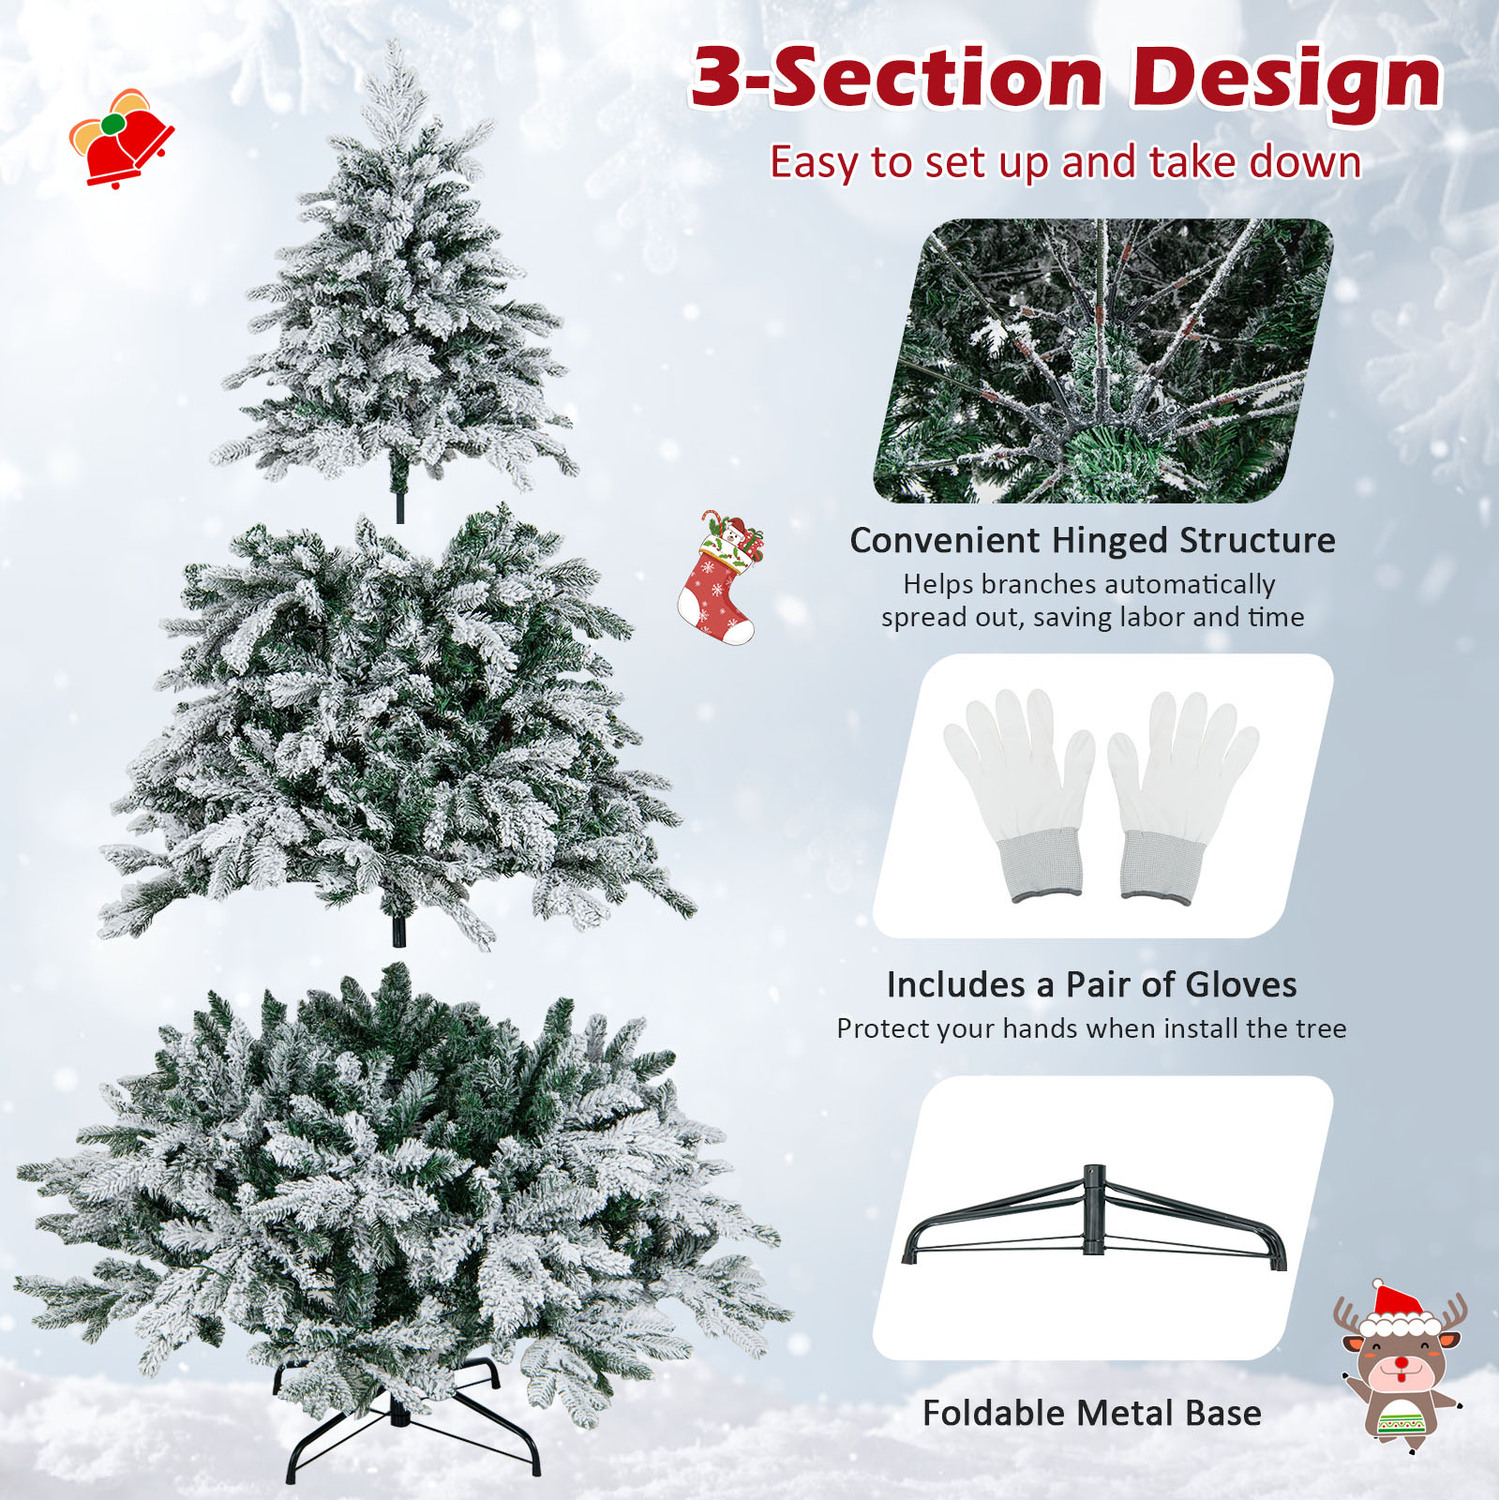 3-Section Design
Easy to set up and take down
Convenient Hinged Structure
Helps branches automatically
spread out, saving labor and time
Includes a Pair of Gloves
Protect your hands when install the tree
Foldable Metal Base